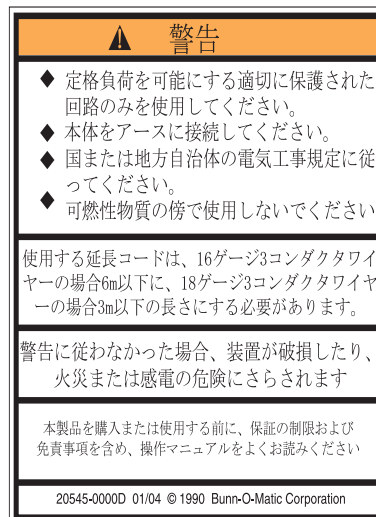 警告
◆ 定格負荷を可能にする適切に保護された
回路のみを使用してください。
◆ 本体をアースに接続してください。
◆ 国または地方自治体の電気工事規定に従
ってください。
◆ 可燃性物質の傍で使用しないでください
使用する延長コードは、16ゲージ3コンダクタワイ
ヤーの場合6m以下に、18ゲージ3コンダクタワイヤ
ーの場合3m以下の長さにする必要があります。
警告に従わなかった場合、装置が破損したり、
火災または感電の危険にさらされます
本製品を購入または使用する前に、保証の制限および
免責事項を含め、操作マニュアルをよくお読みください
20545-0000D 01/04 © 1990 Bunn-O-Matic Corporation